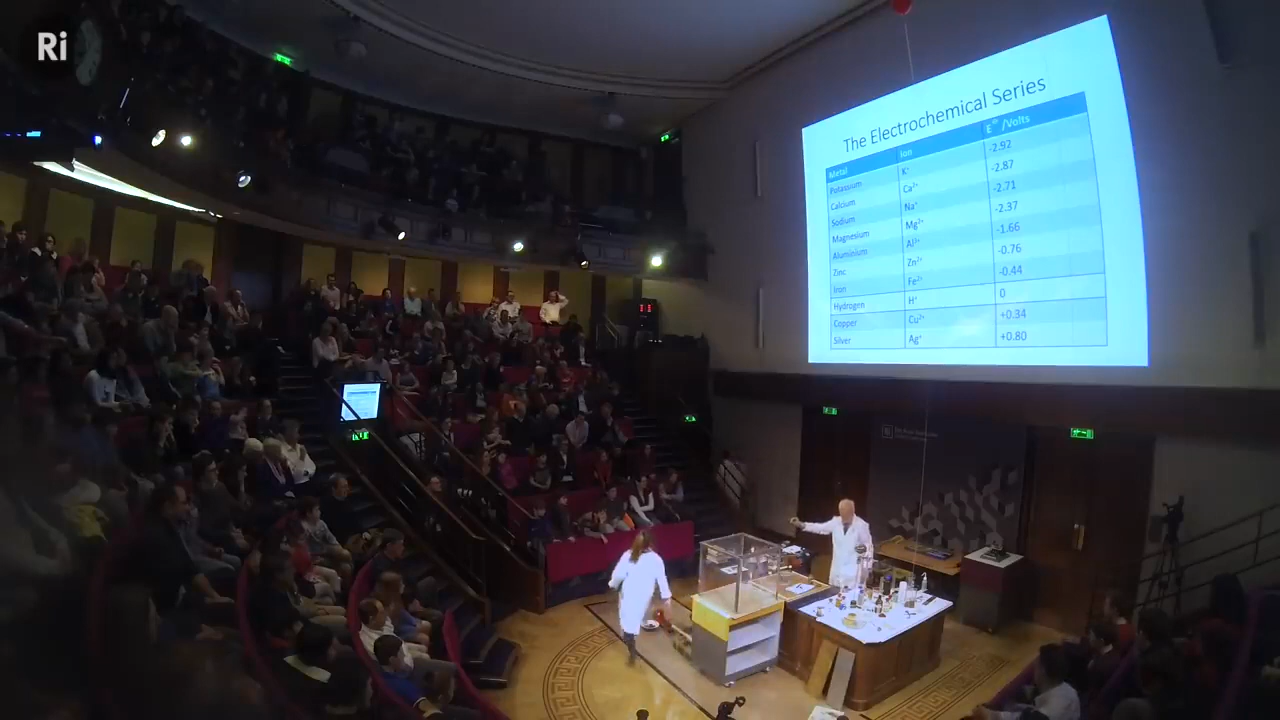 Ri
The Electrochemical Series
Metal Ion E⦵ /Volts
Potassium K⁺ -2.92
Calcium Ca²⁺ -2.87
Sodium Na⁺ -2.71
Magnesium Mg²⁺ -2.37
Aluminium Al³⁺ -1.66
Zinc Zn²⁺ -0.76
Iron Fe²⁺ -0.44
Hydrogen H⁺ 0
Copper Cu²⁺ +0.34
Silver Ag⁺ +0.80